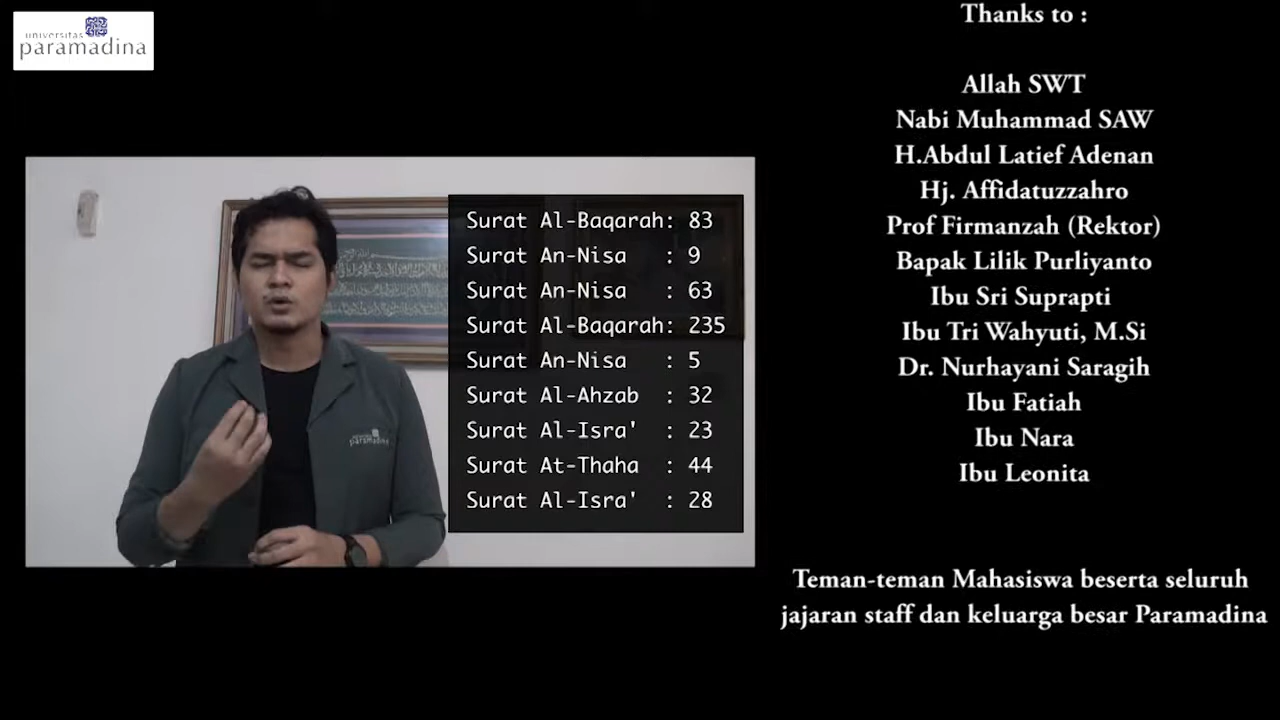 universitas
paramadina
Surat Al-Baqarah: 83
Surat An-Nisa : 9
Surat An-Nisa : 63
Surat Al-Baqarah: 235
Surat An-Nisa : 5
Surat Al-Ahzab : 32
Surat Al-Isra' : 23
Surat At-Thaha : 44
Surat Al-Isra' : 28
paramadina
Thanks to :
Allah SWT
Nabi Muhammad SAW
H.Abdul Latief Adenan
Hj. Affidatuzzahro
Prof Firmanzah (Rektor)
Bapak Lilik Purliyanto
Ibu Sri Suprapti
Ibu Tri Wahyuti, M.Si
Dr. Nurhayani Saragih
Ibu Fatiah
Ibu Nara
Ibu Leonita
Teman-teman Mahasiswa beserta seluruh
jajaran staff dan keluarga besar Paramadina